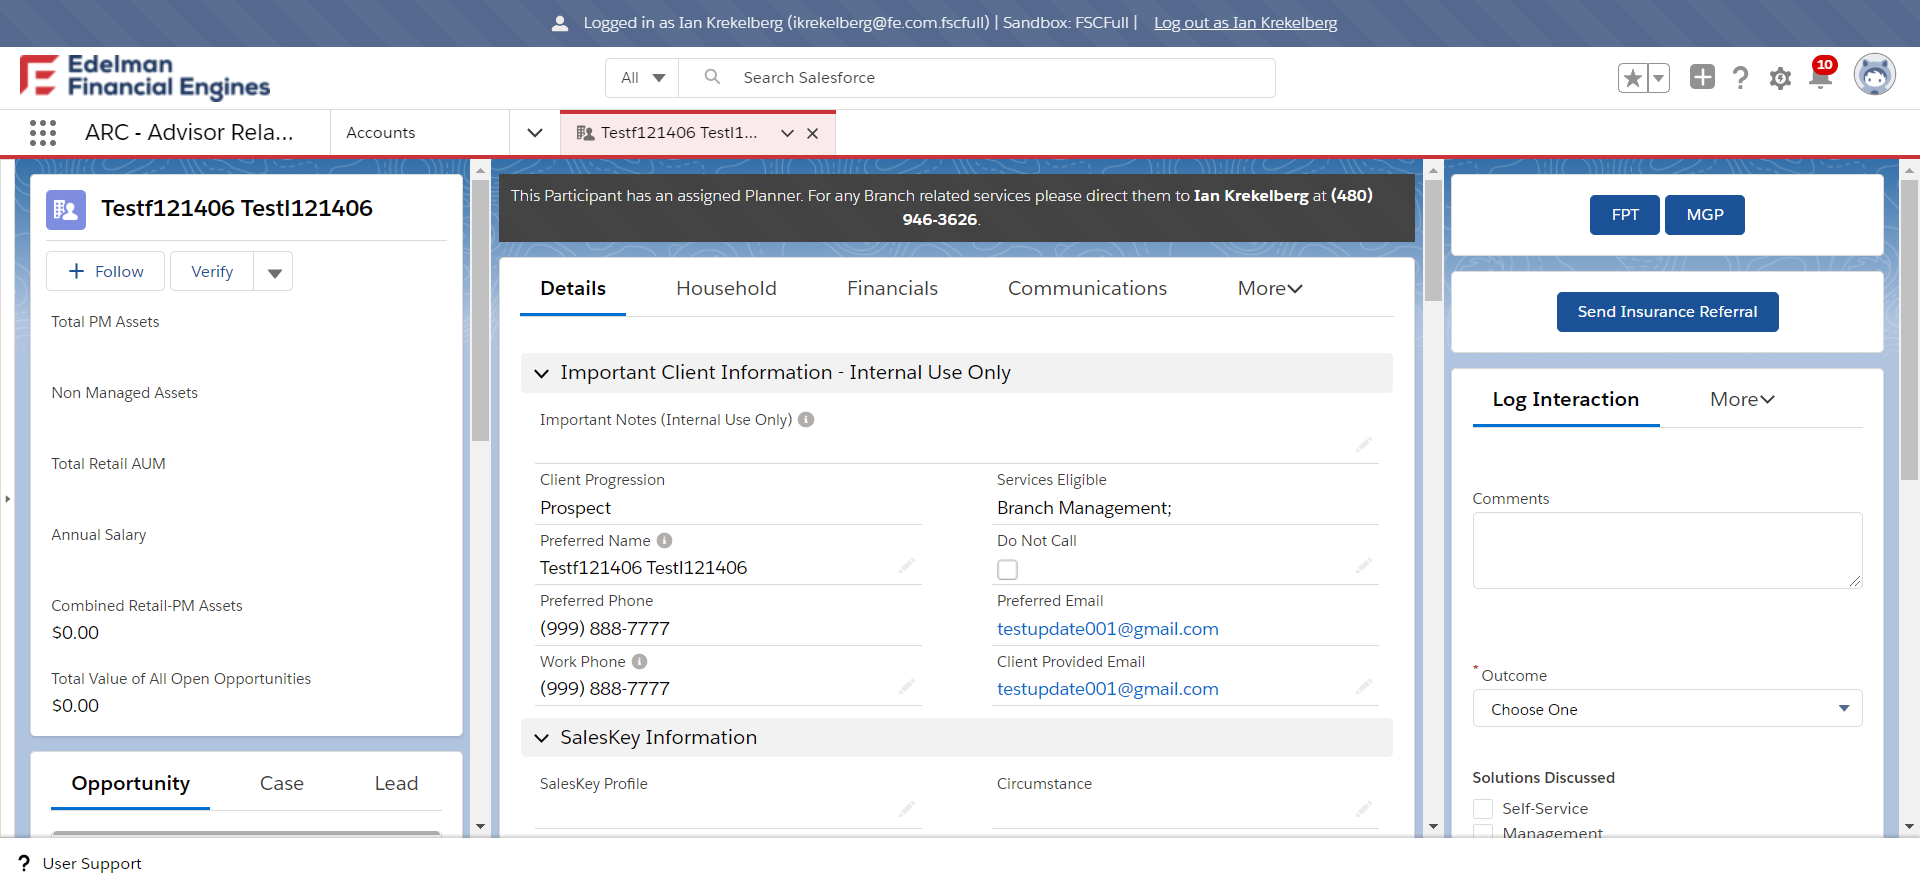 Logged in as Ian Krekelberg (ikrekelberg@fe.com.fscfull) | Sandbox: FSCFull | Log out as Ian Krekelberg
Edelman
Financial Engines
All
Search Salesforce
10
ARC - Advisor Rela...
Accounts
Testf121406 Testl1...
Testf121406 Testl121406
Follow
Verify
Total PM Assets
Non Managed Assets
Total Retail AUM
Annual Salary
Combined Retail-PM Assets
$0.00
Total Value of All Open Opportunities
$0.00
Opportunity
Case
Lead
This Participant has an assigned Planner. For any Branch related services please direct them to Ian Krekelberg at (480)
946-3626.
Details
Household
Financials
Communications
More
Important Client Information - Internal Use Only
Important Notes (Internal Use Only)
Client Progression
Prospect
Services Eligible
Branch Management;
Preferred Name
Testf121406 Testl121406
Do Not Call
Preferred Phone
(999) 888-7777
Preferred Email
testupdate001@gmail.com
Work Phone
(999) 888-7777
Client Provided Email
testupdate001@gmail.com
SalesKey Information
SalesKey Profile
Circumstance
FPT
MGP
Send Insurance Referral
Log Interaction
More
Comments
*Outcome
Choose One
Solutions Discussed
Self-Service
Management
? User Support